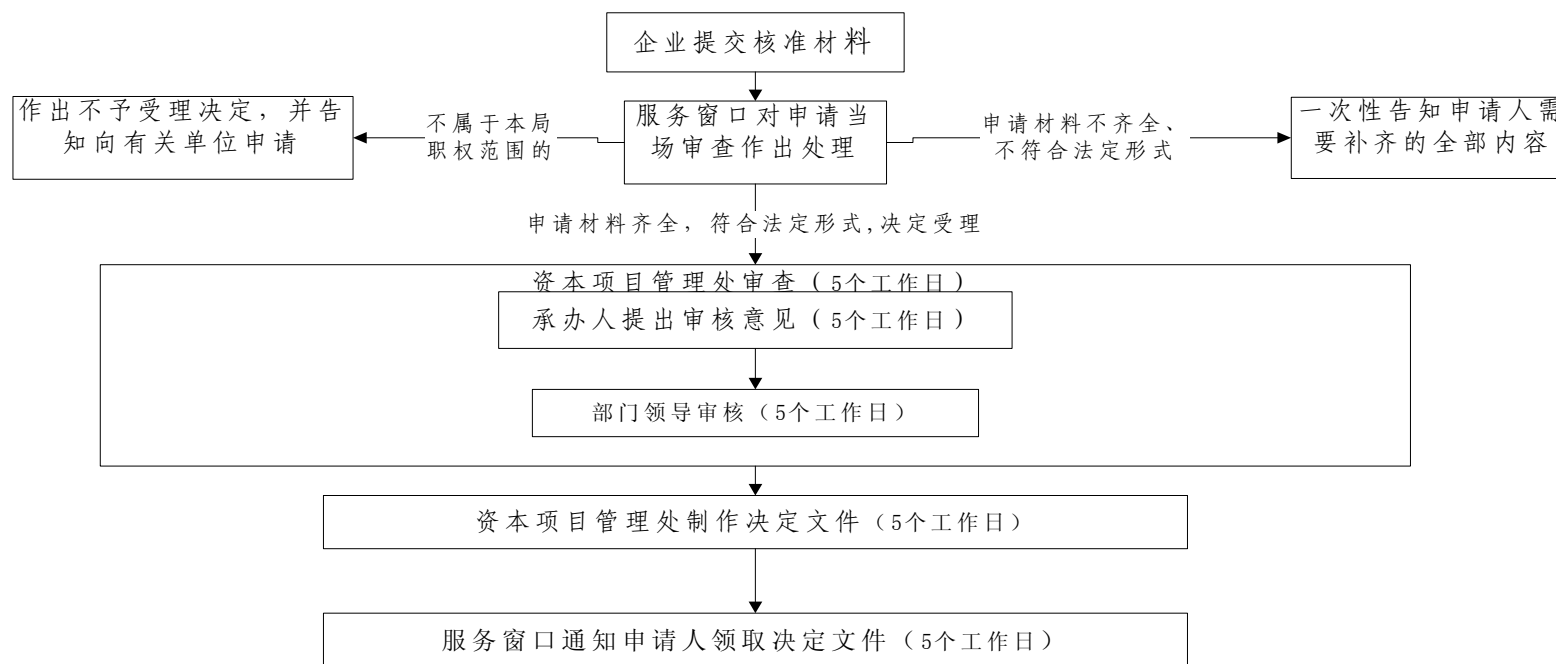 企业提交核准材料
作出不予受理决定，并告
知向有关单位申请
不属于本局
职权范围的
服务窗口对申请当
场审查作出处理
申请材料不齐全、
不符合法定形式
一次性告知申请人需
要补齐的全部内容
申请材料齐全，符合法定形式,决定受理
资本项目管理处审查（5个工作日）
承办人提出审核意见（5个工作日）
部门领导审核（5个工作日）
资本项目管理处制作决定文件（5个工作日）
服务窗口通知申请人领取决定文件（5个工作日）